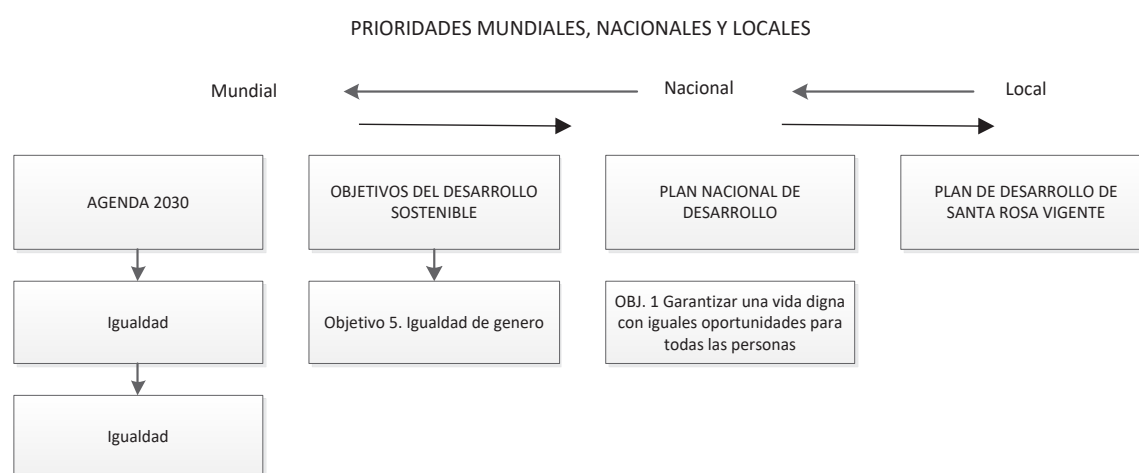 PRIORIDADES MUNDIALES, NACIONALES Y LOCALES
Mundial
Nacional
Local
AGENDA 2030
OBJETIVOS DEL DESARROLLO
SOSTENIBLE
PLAN NACIONAL DE
DESARROLLO
PLAN DE DESARROLLO DE
SANTA ROSA VIGENTE
Igualdad
Objetivo 5. Igualdad de genero
OBJ. 1 Garantizar una vida digna
con iguales oportunidades para
todas las personas
Igualdad